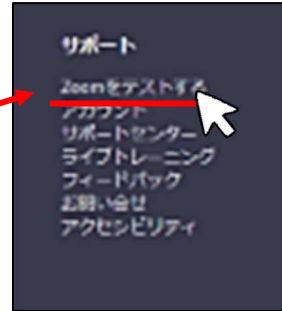 サポート
Zoomをテストする
アカウント
サポートセンター
ライブトレーニング
フィードバック
お問い合せ
アクセシビリティ